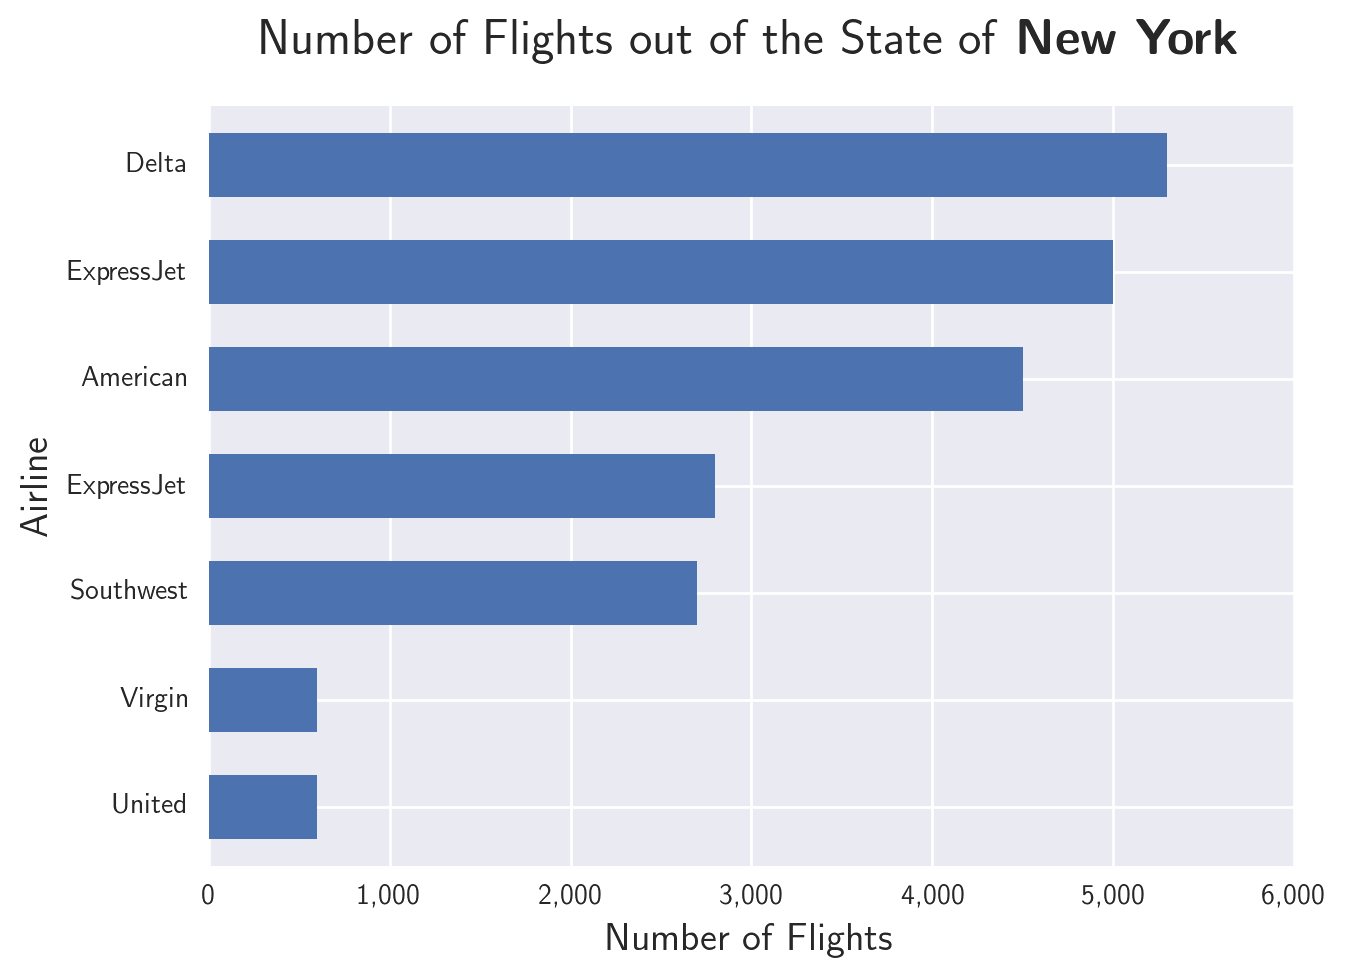 Number of Flights out of the State of New York
Delta
ExpressJet
American
ExpressJet
Southwest
Virgin
United
Airline
0 1,000 2,000 3,000 4,000 5,000 6,000
Number of Flights